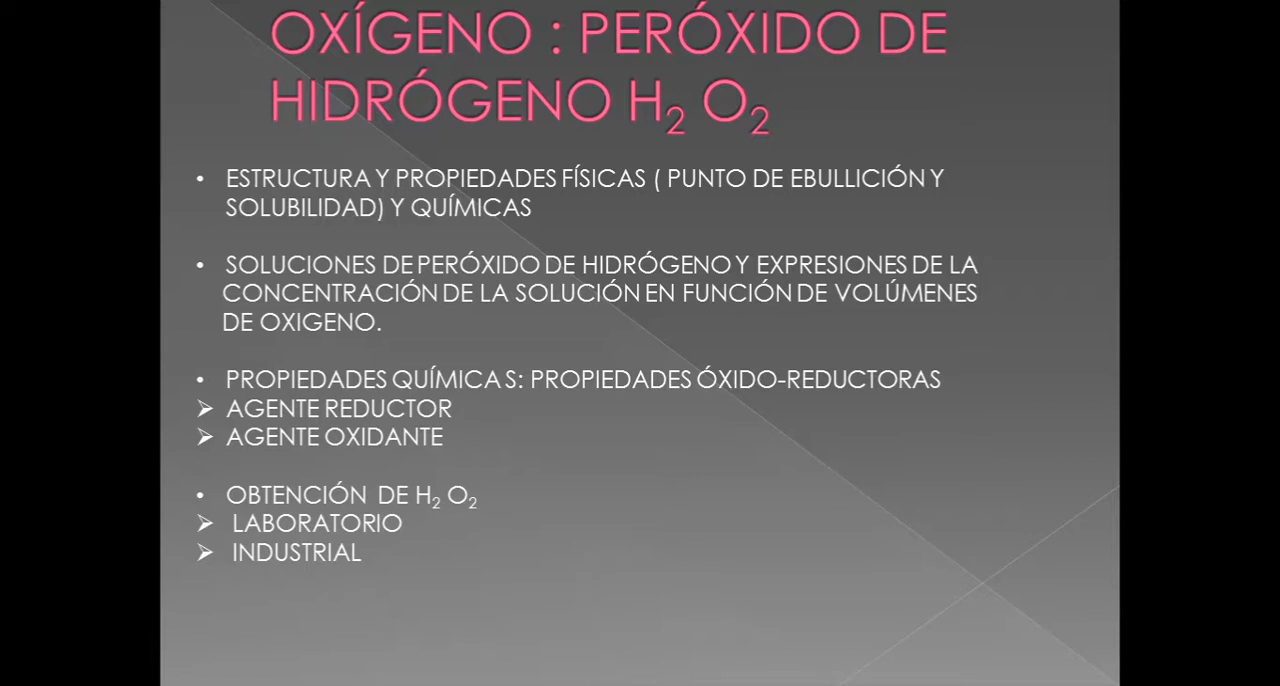 OXÍGENO : PERÓXIDO DE
HIDRÓGENO H₂ O₂
• ESTRUCTURA Y PROPIEDADES FÍSICAS ( PUNTO DE EBULLICIÓN Y
SOLUBILIDAD) Y QUÍMICAS
• SOLUCIONES DE PERÓXIDO DE HIDRÓGENO Y EXPRESIONES DE LA
CONCENTRACIÓN DE LA SOLUCIÓN EN FUNCIÓN DE VOLÚMENES
DE OXIGENO.
• PROPIEDADES QUÍMICA S: PROPIEDADES ÓXIDO-REDUCTORAS
➢ AGENTE REDUCTOR
➢ AGENTE OXIDANTE
• OBTENCIÓN DE H₂ O₂
➢ LABORATORIO
➢ INDUSTRIAL